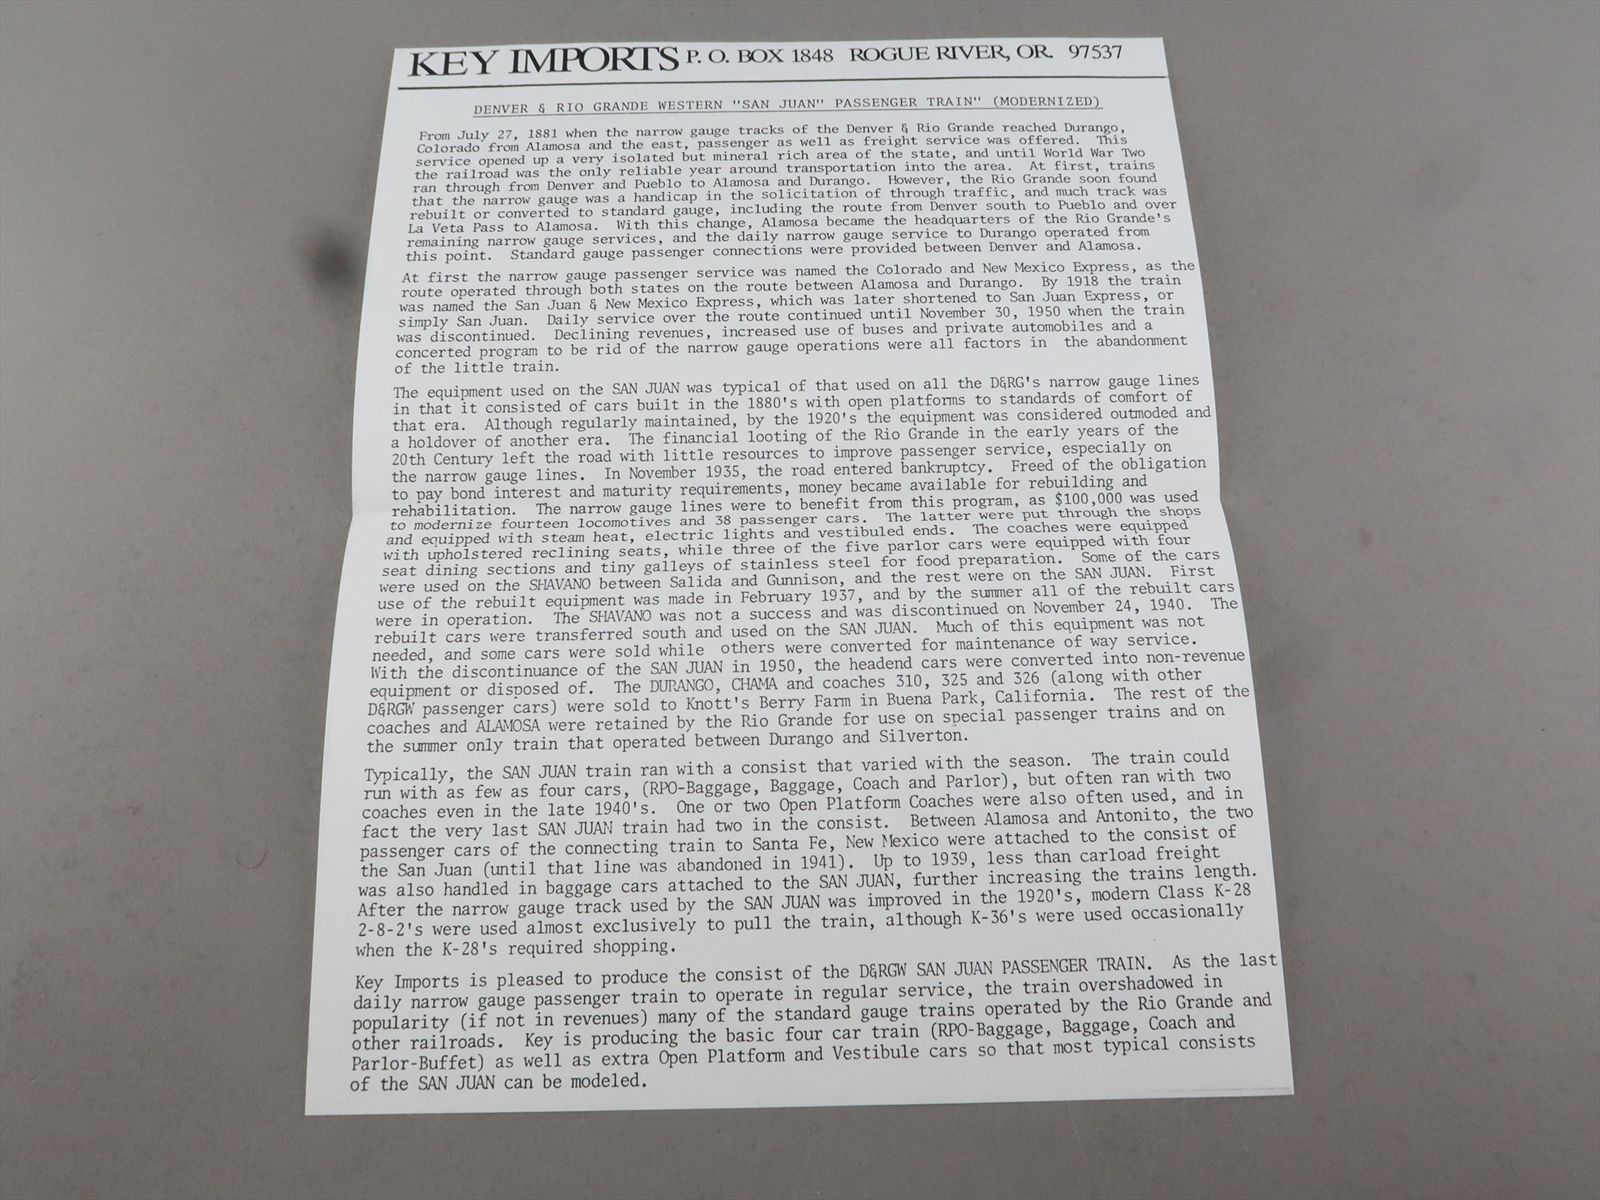 KEY IMPORTS P. O. BOX 1848 ROGUE RIVER, OR. 97537
DENVER & RIO GRANDE WESTERN "SAN JUAN" PASSENGER TRAIN" (MODERNIZED)
From July 27, 1881 when the narrow gauge tracks of the Denver & Rio Grande reached Durango,
Colorado from Alamosa and the east, passenger as well as freight service was offered. This
service opened up a very isolated but mineral rich area of the state, and until World War Two
the railroad was the only reliable year around transportation into the area. At first, trains
ran through from Denver and Pueblo to Alamosa and Durango. However, the Rio Grande soon found
that the narrow gauge was a handicap in the solicitation of through traffic, and much track was
rebuilt or converted to standard gauge, including the route from Denver south to Pueblo and over
La Veta Pass to Alamosa. With this change, Alamosa became the headquarters of the Rio Grande's
remaining narrow gauge services, and the daily narrow gauge service to Durango operated from
this point. Standard gauge passenger connections were provided between Denver and Alamosa.
At first the narrow gauge passenger service was named the Colorado and New Mexico Express, as the
route operated through both states on the route between Alamosa and Durango. By 1918 the train
was named the San Juan & New Mexico Express, which was later shortened to San Juan Express, or
simply San Juan. Daily service over the route continued until November 30, 1950 when the train
was discontinued. Declining revenues, increased use of buses and private automobiles and a
concerted program to be rid of the narrow gauge operations were all factors in the abandonment
of the little train.
The equipment used on the SAN JUAN was typical of that used on all the D&RG's narrow gauge lines
in that it consisted of cars built in the 1880's with open platforms to standards of comfort of
that era. Although regularly maintained, by the 1920's the equipment was considered outmoded and
a holdover of another era. The financial looting of the Rio Grande in the early years of the
20th Century left the road with little resources to improve passenger service, especially on
the narrow gauge lines. In November 1935, the road entered bankruptcy. Freed of the obligation
to pay bond interest and maturity requirements, money became available for rebuilding and
rehabilitation. The narrow gauge lines were to benefit from this program, as $100,000 was used
to modernize fourteen locomotives and 38 passenger cars. The latter were put through the shops
and equipped with steam heat, electric lights and vestibuled ends. The coaches were equipped
with upholstered reclining seats, while three of the five parlor cars were equipped with four
seat dining sections and tiny galleys of stainless steel for food preparation. Some of the cars
were used on the SHAVANO between Salida and Gunnison, and the rest were on the SAN JUAN. First
use of the rebuilt equipment was made in February 1937, and by the summer all of the rebuilt cars
were in operation. The SHAVANO was not a success and was discontinued on November 24, 1940. The
rebuilt cars were transferred south and used on the SAN JUAN. Much of this equipment was not
needed, and some cars were sold while others were converted for maintenance of way service.
With the discontinuance of the SAN JUAN in 1950, the headend cars were converted into non-revenue
equipment or disposed of. The DURANGO, CHAMA and coaches 310, 325 and 326 (along with other
D&RGW passenger cars) were sold to Knott's Berry Farm in Buena Park, California. The rest of the
coaches and ALAMOSA were retained by the Rio Grande for use on special passenger trains and on
the summer only train that operated between Durango and Silverton.
Typically, the SAN JUAN train ran with a consist that varied with the season. The train could
run with as few as four cars, (RPO-Baggage, Baggage, Coach and Parlor), but often ran with two
coaches even in the late 1940's. One or two Open Platform Coaches were also often used, and in
fact the very last SAN JUAN train had two in the consist. Between Alamosa and Antonito, the two
passenger cars of the connecting train to Santa Fe, New Mexico were attached to the consist of
the San Juan (until that line was abandoned in 1941). Up to 1939, less than carload freight
was also handled in baggage cars attached to the SAN JUAN, further increasing the trains length.
After the narrow gauge track used by the SAN JUAN was improved in the 1920's, modern Class K-28
2-8-2's were used almost exclusively to pull the train, although K-36's were used occasionally
when the K-28's required shopping.
Key Imports is pleased to produce the consist of the D&RGW SAN JUAN PASSENGER TRAIN. As the last
daily narrow gauge passenger train to operate in regular service, the train overshadowed in
popularity (if not in revenues) many of the standard gauge trains operated by the Rio Grande and
other railroads. Key is producing the basic four car train (RPO-Baggage, Baggage, Coach and
Parlor-Buffet) as well as extra Open Platform and Vestibule cars so that most typical consists
of the SAN JUAN can be modeled.